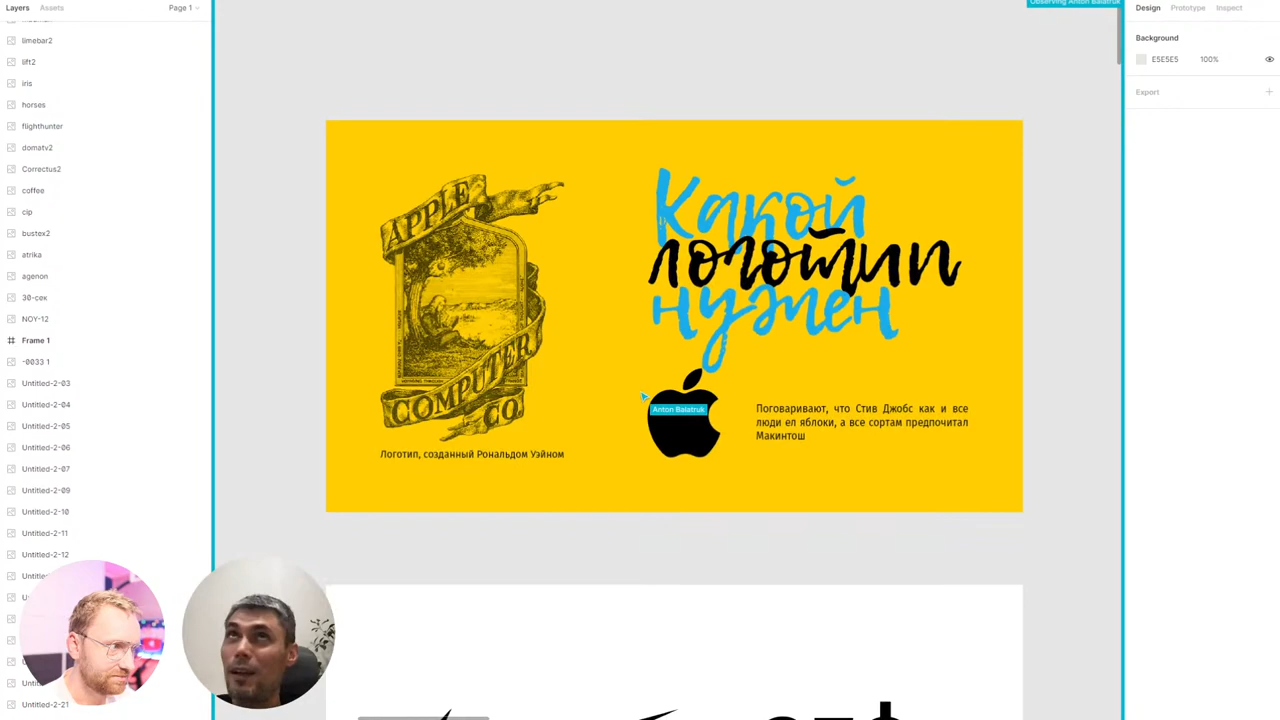 Layers
Assets
Page 1
Observing Anton Balatruk
Design
Prototype
Inspect
limebar2
lift2
iris
horses
flighthunter
domatv2
Correctus2
coffee
cip
bustex2
atrika
agenon
30-сек
NOY-12
Frame 1
-0033 1
Untitled-2-03
Untitled-2-04
Untitled-2-05
Untitled-2-06
Untitled-2-07
Untitled-2-09
Untitled-2-10
Untitled-2-11
Untitled-2-12
Untitled-2-21
APPLE
COMPUTER
CO
Логотип, созданный Рональдом Уэйном
Какой
логотип
нужен
Anton Balatruk
Поговаривают, что Стив Джобс как и все
люди ел яблоки, а все сортам предпочитал
Макинтош
Background
E5E5E5
100%
Export